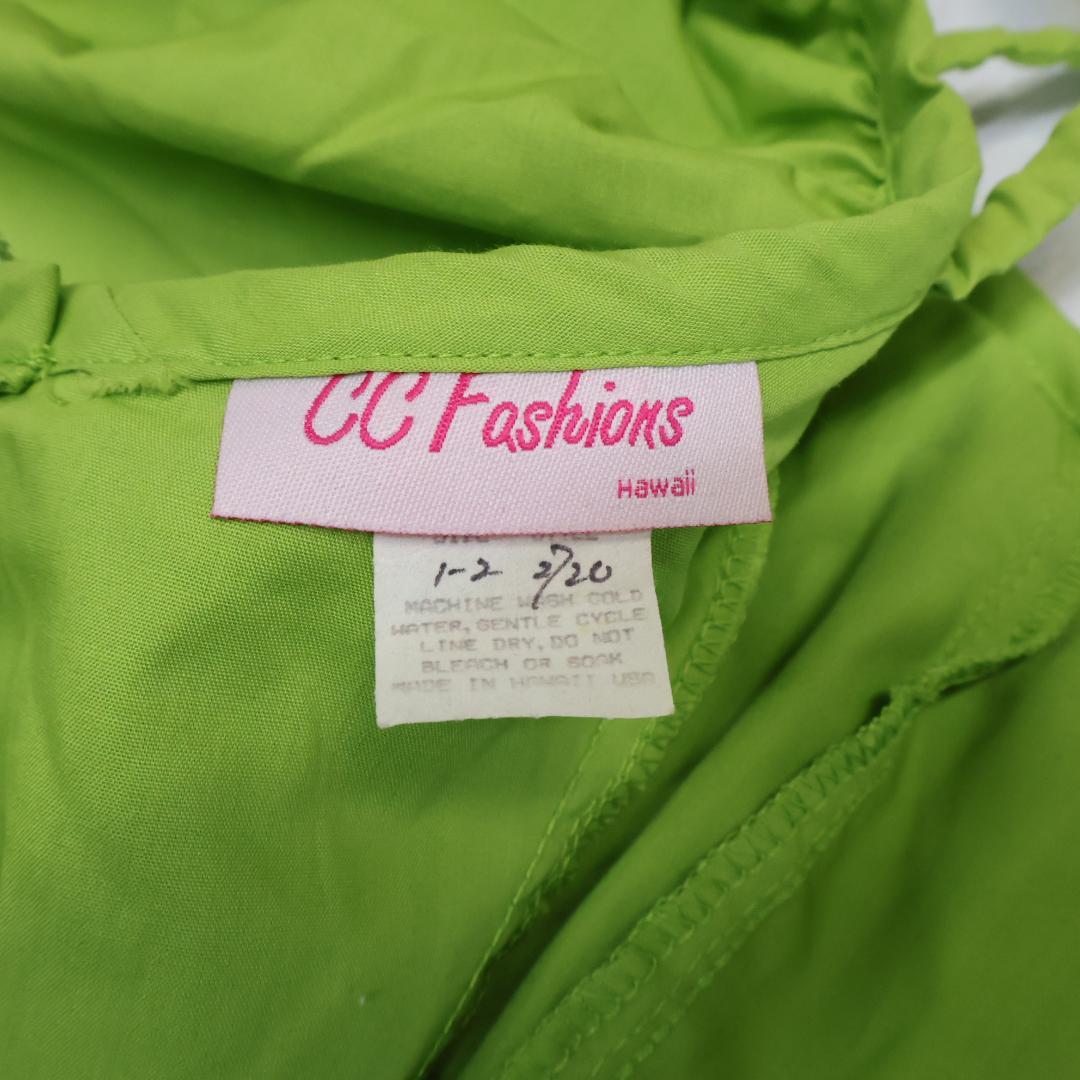 CC Fashions
Hawaii
1-2 2/20
MACHINE WASH COLD
WATER, GENTLE CYCLE
LINE DRY, DO NOT
BLEACH OR SOAK
MADE IN HAWAII USA